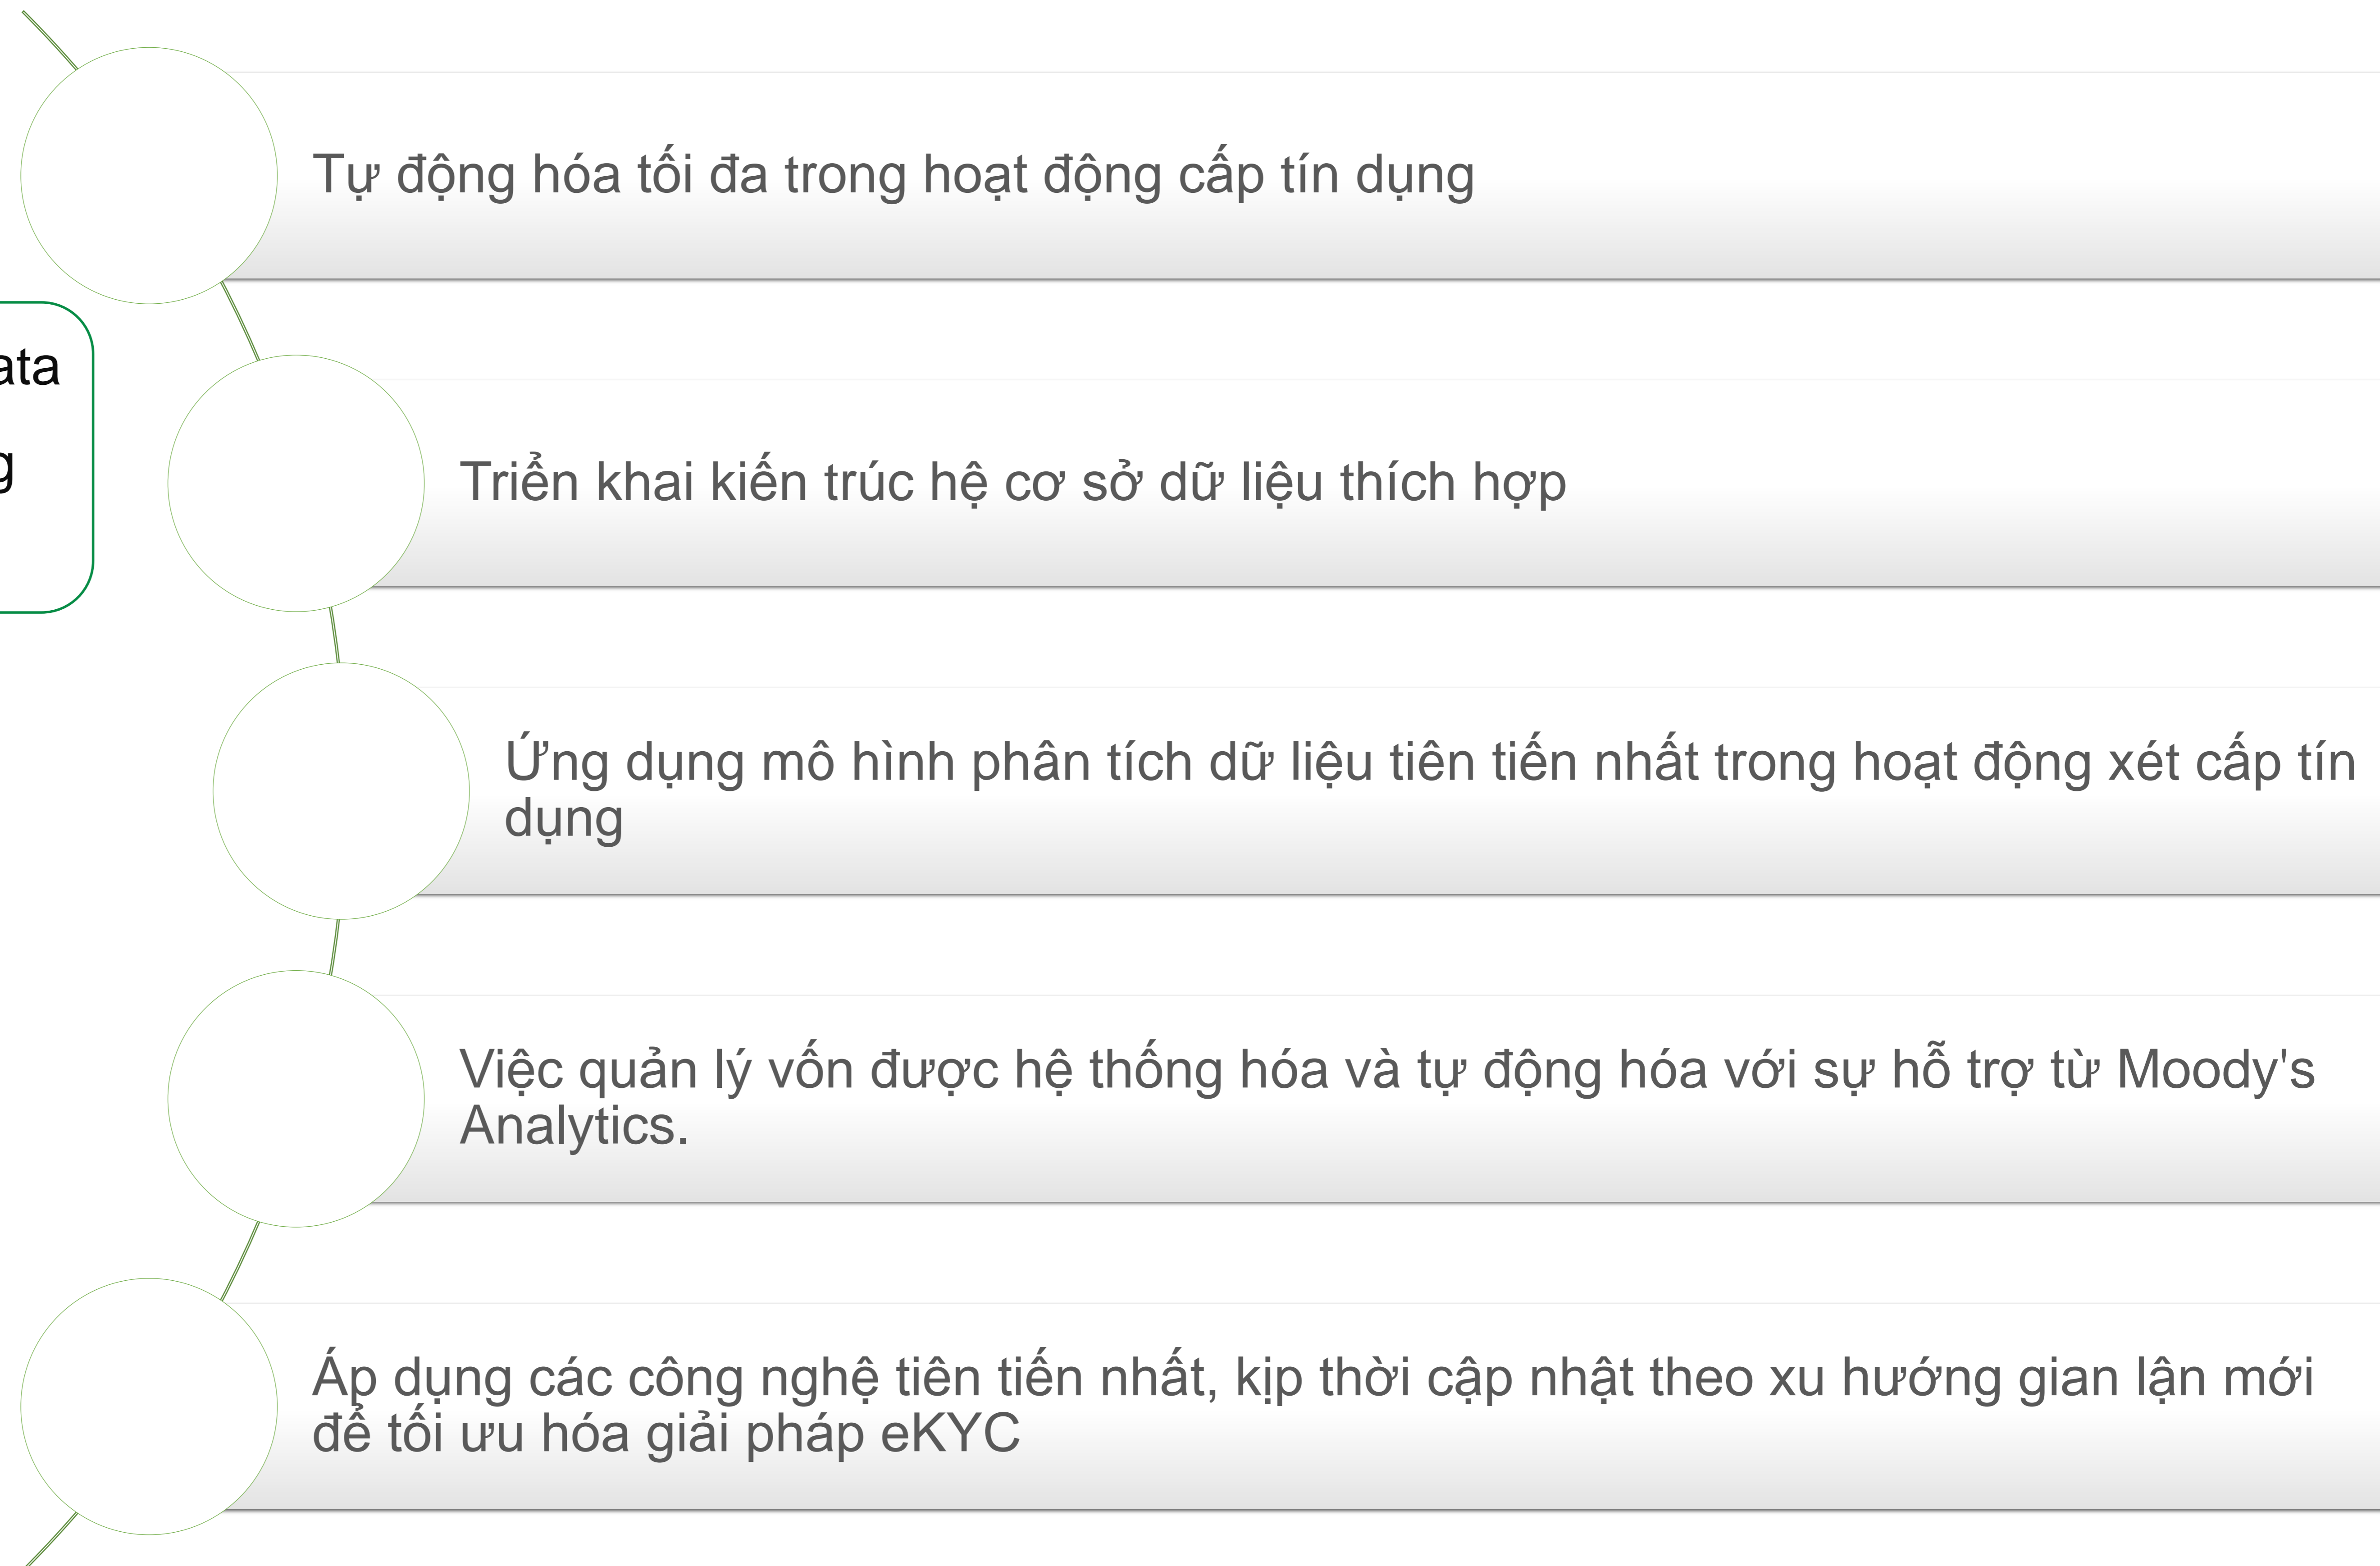 Tự động hóa tối đa trong hoạt động cấp tín dụng
Triển khai kiến trúc hệ cơ sở dữ liệu thích hợp
Ứng dụng mô hình phân tích dữ liệu tiên tiến nhất trong hoạt động xét cấp tín
dụng
Việc quản lý vốn được hệ thống hóa và tự động hóa với sự hỗ trợ từ Moody's
Analytics.
Áp dụng các công nghệ tiên tiến nhất, kịp thời cập nhật theo xu hướng gian lận mới
để tối ưu hóa giải pháp eKYC